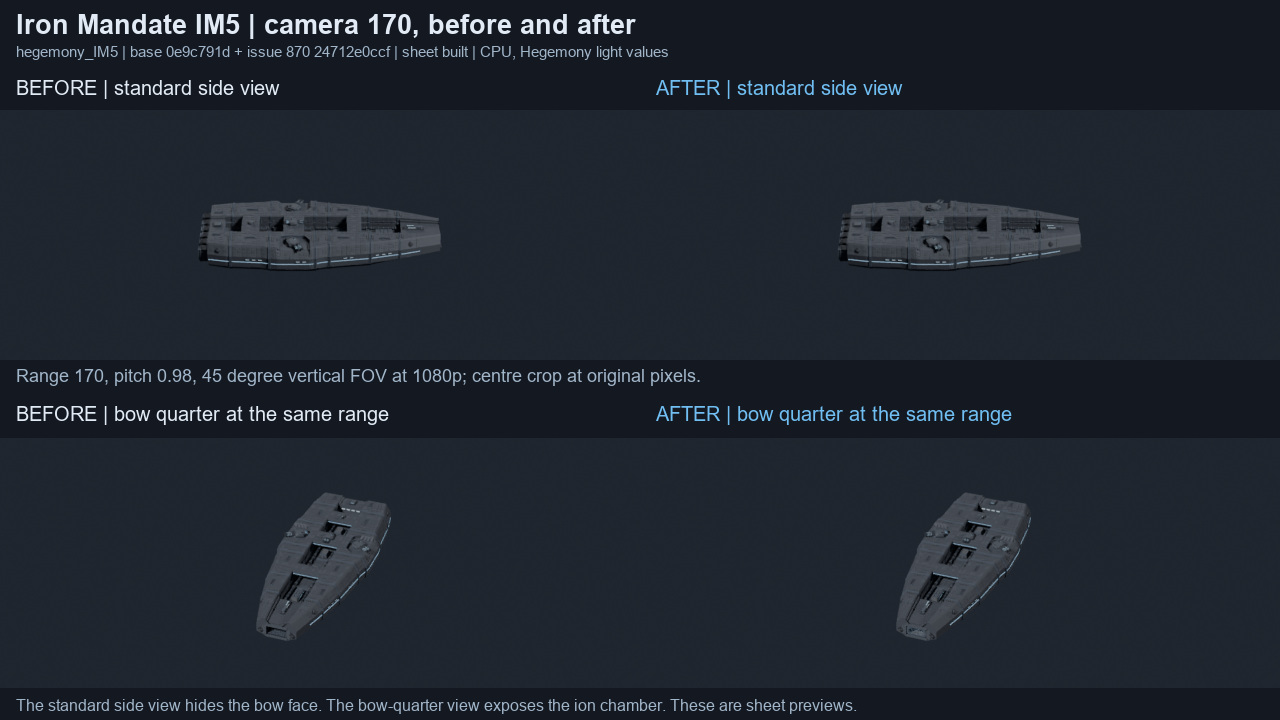 Iron Mandate IM5 | camera 170, before and after
hegemony_IM5 | base 0e9c791d + issue 870 24712e0ccf | sheet built | CPU, Hegemony light values
BEFORE | standard side view
AFTER | standard side view
Range 170, pitch 0.98, 45 degree vertical FOV at 1080p; centre crop at original pixels.
BEFORE | bow quarter at the same range
AFTER | bow quarter at the same range
The standard side view hides the bow face. The bow-quarter view exposes the ion chamber. These are sheet previews.